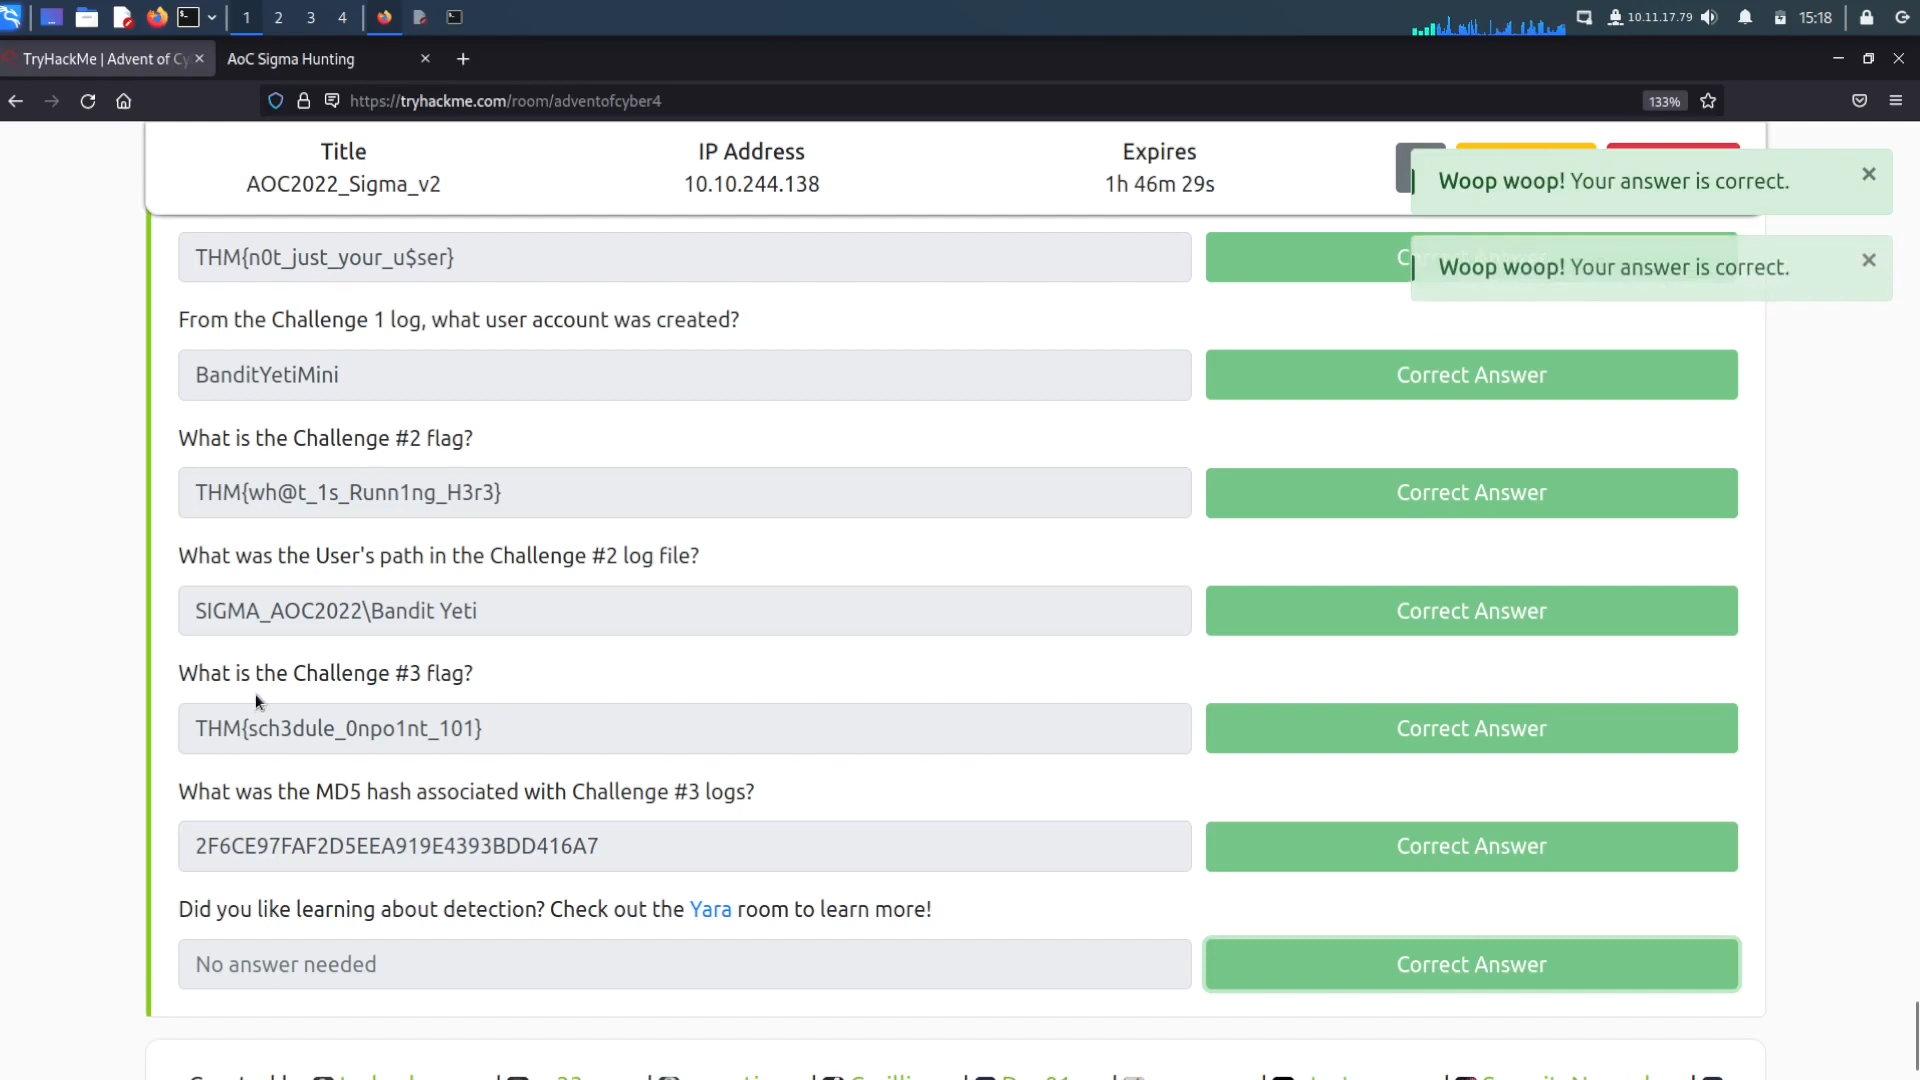 1 2 3 4 10.11.17.79 15:18
TryHackMe | Advent of Cy AoC Sigma Hunting
https://tryhackme.com/room/adventofcyber4 133%
Title IP Address Expires
AOC2022_Sigma_v2 10.10.244.138 1h 46m 29s
Woop woop! Your answer is correct.
THM{n0t_just_your_u$ser}
Woop woop! Your answer is correct.
From the Challenge 1 log, what user account was created?
BanditYetiMini Correct Answer
What is the Challenge #2 flag?
THM{wh@t_1s_Runn1ng_H3r3} Correct Answer
What was the User's path in the Challenge #2 log file?
SIGMA_AOC2022\Bandit Yeti Correct Answer
What is the Challenge #3 flag?
THM{sch3dule_0npo1nt_101} Correct Answer
What was the MD5 hash associated with Challenge #3 logs?
2F6CE97FAF2D5EEA919E4393BDD416A7 Correct Answer
Did you like learning about detection? Check out the Yara room to learn more!
No answer needed Correct Answer